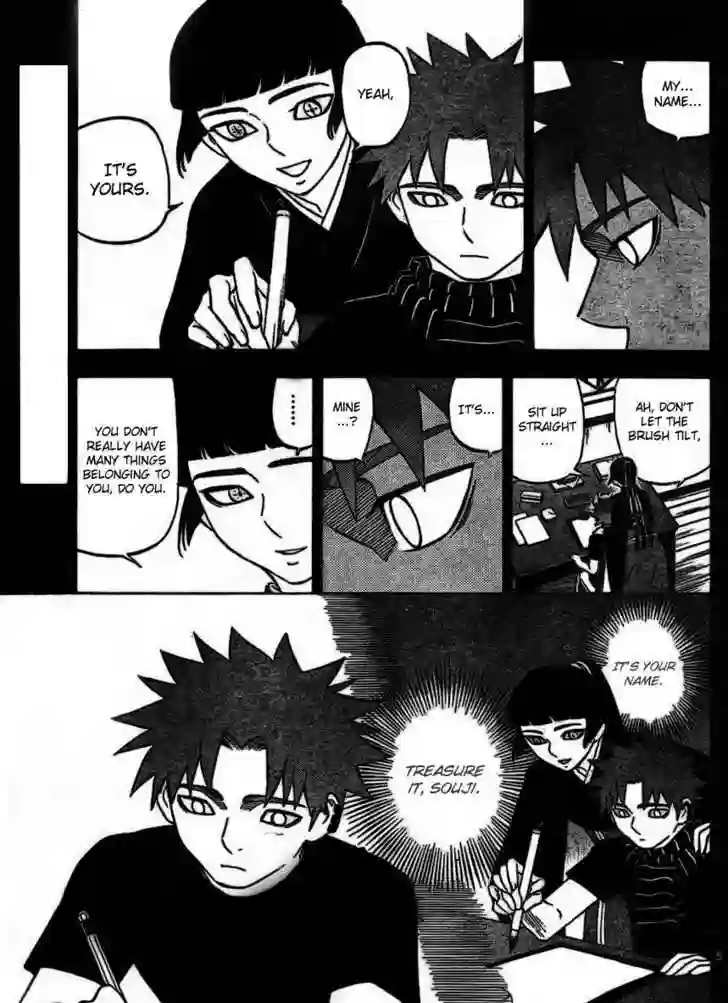 MY...
NAME...
YEAH,
IT'S
YOURS.
AH, DON'T
LET THE
BRUSH TILT,
SIT UP
STRAIGHT
...
IT'S...
MINE
...?
......
YOU DON'T
REALLY HAVE
MANY THINGS
BELONGING TO
YOU, DO YOU.
IT'S YOUR
NAME.
TREASURE
IT, SOUJI.